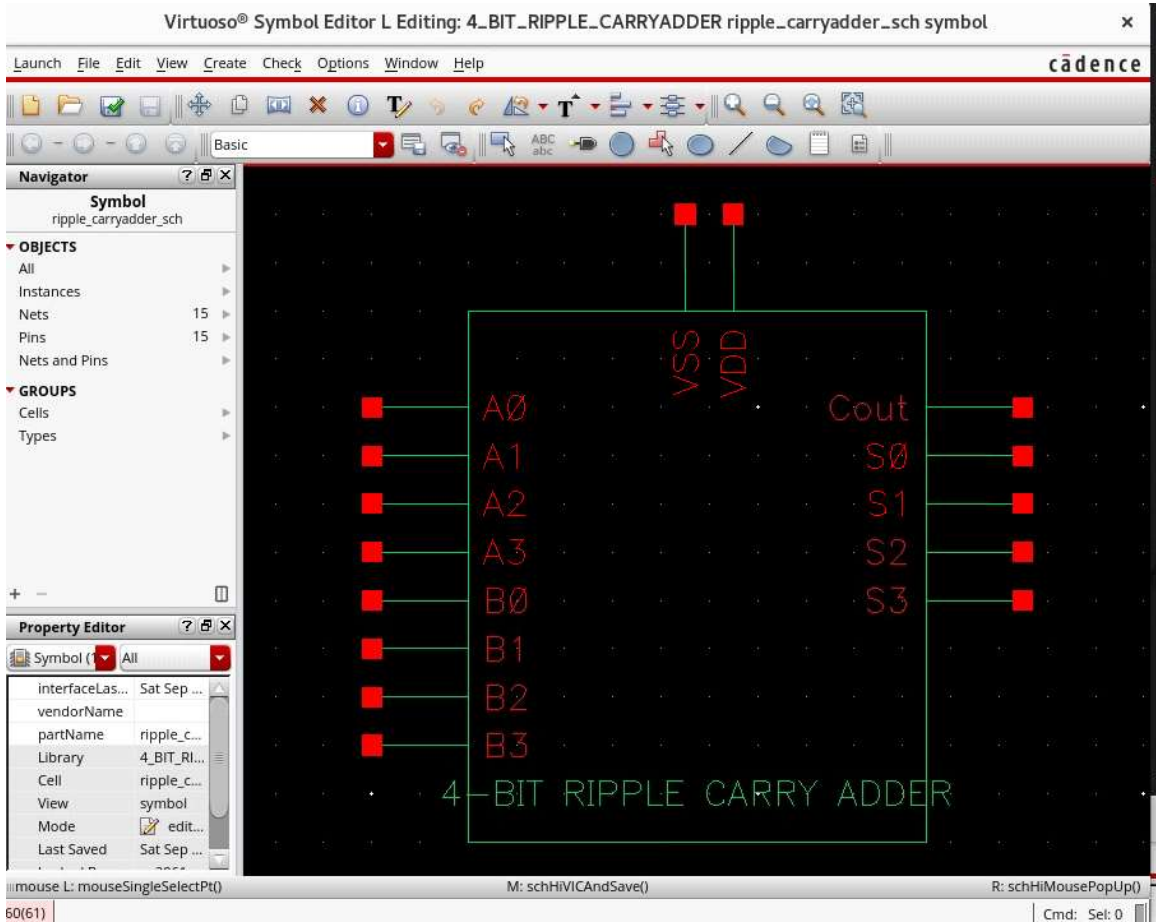 Virtuoso® Symbol Editor L Editing: 4_BIT_RIPPLE_CARRYADDER ripple_carryadder_sch symbol ×
Launch File Edit View Create Check Options Window Help cādence
Basic
ABC
abc
Navigator
Symbol
ripple_carryadder_sch
OBJECTS
All
Instances
Nets 15
Pins 15
Nets and Pins
GROUPS
Cells
Types
Property Editor
Symbol (1 All
interfaceLas... Sat Sep ...
vendorName
partName ripple_c...
Library 4_BIT_RI...
Cell ripple_c...
View symbol
Mode edit...
Last Saved Sat Sep ...
VSS VDD
A0 Cout
A1 S0
A2 S1
A3 S2
B0 S3
B1
B2
B3
4-BIT RIPPLE CARRY ADDER
mouse L: mouseSingleSelectPt() M: schHiVICAndSave() R: schHiMousePopUp()
60(61) Cmd: Sel: 0